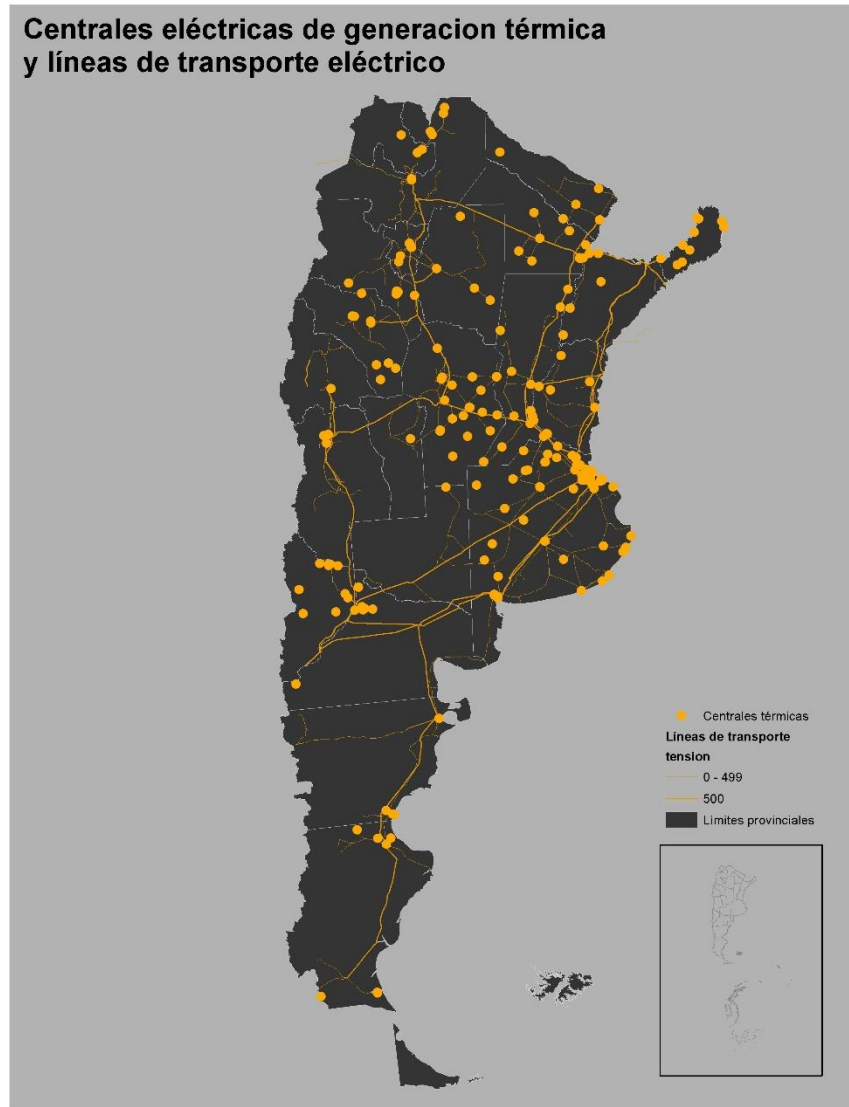 Centrales eléctricas de generacion térmica
y líneas de transporte eléctrico
Centrales térmicas
Líneas de transporte
tension
0 - 499
500
Limites provinciales